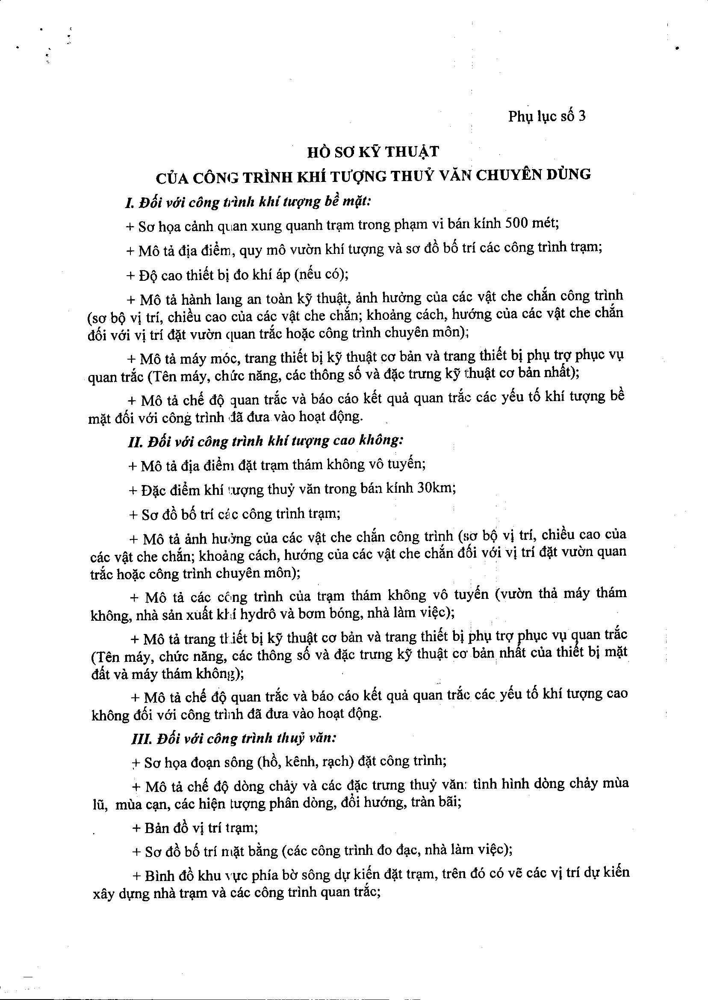 Phụ lục số 3
HỒ SƠ KỸ THUẬT
CỦA CÔNG TRÌNH KHÍ TƯỢNG THUỶ VĂN CHUYÊN DÙNG
I. Đối với công trình khí tượng bề mặt:
+ Sơ họa cảnh quan xung quanh trạm trong phạm vi bán kính 500 mét;
+ Mô tả địa điểm, quy mô vườn khí tượng và sơ đồ bố trí các công trình trạm;
+ Độ cao thiết bị đo khí áp (nếu có);
+ Mô tả hành lang an toàn kỹ thuật, ảnh hưởng của các vật che chắn công trình
(sơ bộ vị trí, chiều cao của các vật che chắn; khoảng cách, hướng của các vật che chắn
đối với vị trí đặt vườn quan trắc hoặc công trình chuyên môn);
+ Mô tả máy móc, trang thiết bị kỹ thuật cơ bản và trang thiết bị phụ trợ phục vụ
quan trắc (Tên máy, chức năng, các thông số và đặc trưng kỹ thuật cơ bản nhất);
+ Mô tả chế độ quan trắc và báo cáo kết quả quan trắc các yếu tố khí tượng bề
mặt đối với công trình đã đưa vào hoạt động.
II. Đối với công trình khí tượng cao không:
+ Mô tả địa điểm đặt trạm thám không vô tuyến;
+ Đặc điểm khí tượng thuỷ văn trong bán kính 30km;
+ Sơ đồ bố trí các công trình trạm;
+ Mô tả ảnh hưởng của các vật che chắn công trình (sơ bộ vị trí, chiều cao của
các vật che chắn; khoảng cách, hướng của các vật che chắn đối với vị trí đặt vườn quan
trắc hoặc công trình chuyên môn);
+ Mô tả các công trình của trạm thám không vô tuyến (vườn thả máy thám
không, nhà sản xuất khí hydrô và bơm bóng, nhà làm việc);
+ Mô tả trang thiết bị kỹ thuật cơ bản và trang thiết bị phụ trợ phục vụ quan trắc
(Tên máy, chức năng, các thông số và đặc trưng kỹ thuật cơ bản nhất của thiết bị mặt
đất và máy thám không);
+ Mô tả chế độ quan trắc và báo cáo kết quả quan trắc các yếu tố khí tượng cao
không đối với công trình đã đưa vào hoạt động.
III. Đối với công trình thuỷ văn:
+ Sơ họa đoạn sông (hồ, kênh, rạch) đặt công trình;
+ Mô tả chế độ dòng chảy và các đặc trưng thuỷ văn: tình hình dòng chảy mùa
lũ, mùa cạn, các hiện tượng phân dòng, đổi hướng, tràn bãi;
+ Bản đồ vị trí trạm;
+ Sơ đồ bố trí mặt bằng (các công trình đo đạc, nhà làm việc);
+ Bình đồ khu vực phía bờ sông dự kiến đặt trạm, trên đó có vẽ các vị trí dự kiến
xây dựng nhà trạm và các công trình quan trắc;